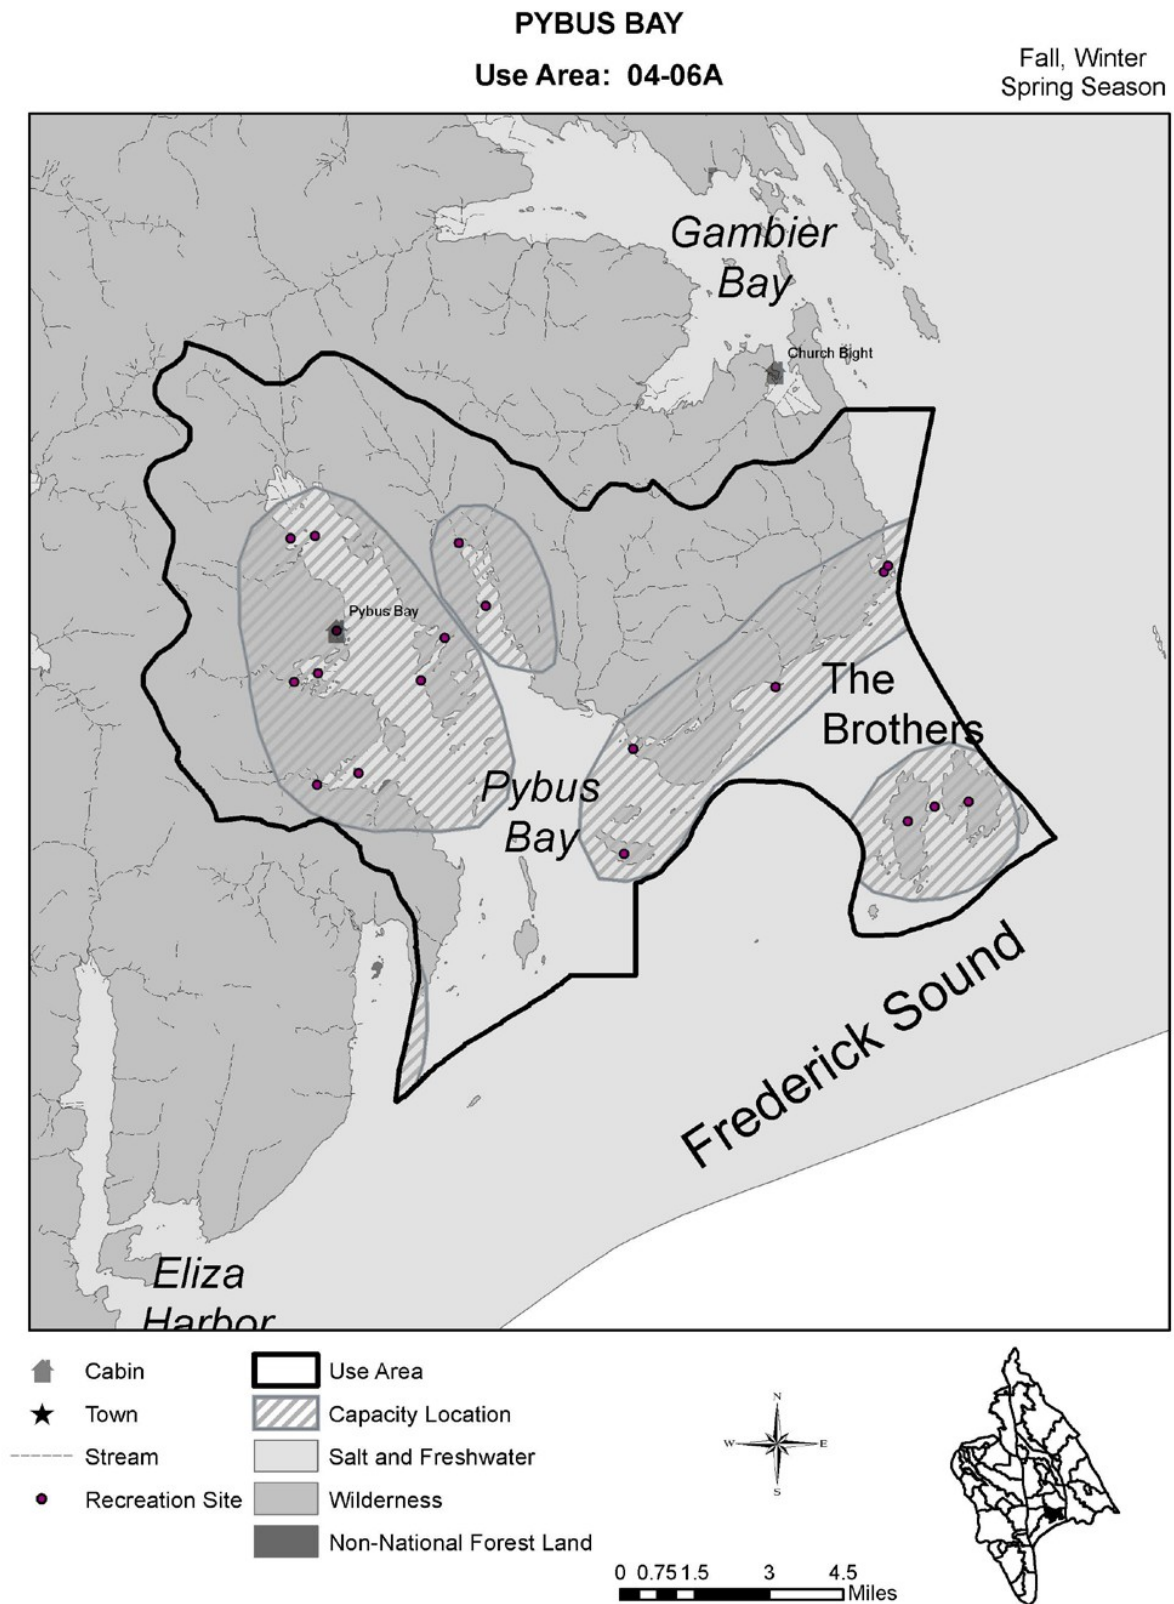 PYBUS BAY
Use Area:  04-06A
Fall, Winter
Spring Season
Gambier
Bay
Church Bight
Pybus Bay
The
Brothers
Pybus
Bay
Frederick Sound
Eliza
Harbor
Cabin
Town
Stream
Recreation Site
Use Area
Capacity Location
Salt and Freshwater
Wilderness
Non-National Forest Land
N
W
E
S
0 0.75 1.5 3 4.5
Miles